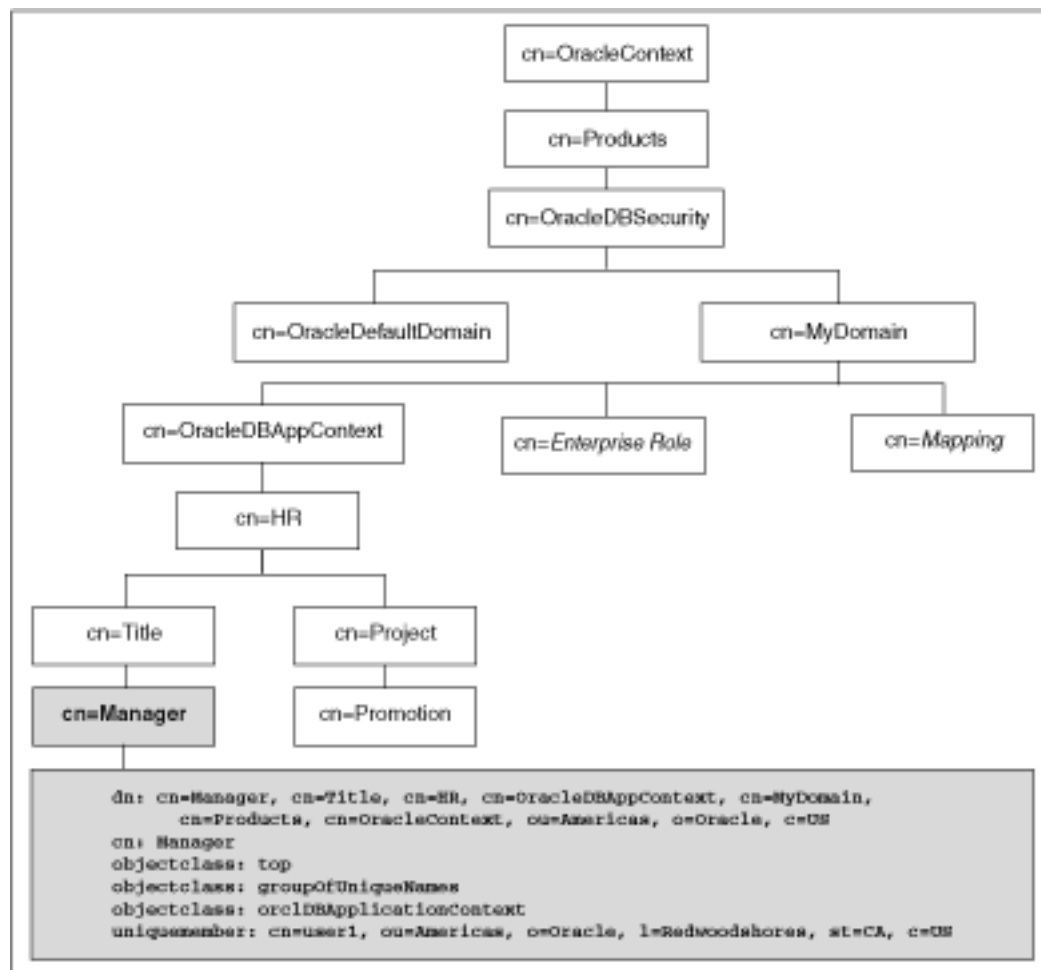 cn=OracleContext
cn=Products
cn=OracleDBSecurity
cn=OracleDefaultDomain
cn=MyDomain
cn=OracleDBAppContext
cn=Enterprise Role
cn=Mapping
cn=HR
cn=Title
cn=Project
cn=Manager
cn=Promotion
dn: cn=Manager, cn=Title, cn=HR, cn=OracleDBAppContext, cn=MyDomain,
cn=Products, cn=OracleContext, ou=Americas, o=Oracle, c=US
cn: Manager
objectclass: top
objectclass: groupOfUniqueNames
objectclass: orclDBApplicationContext
uniquemember: cn=user1, ou=Americas, o=Oracle, l=Redwoodshores, st=CA, c=US